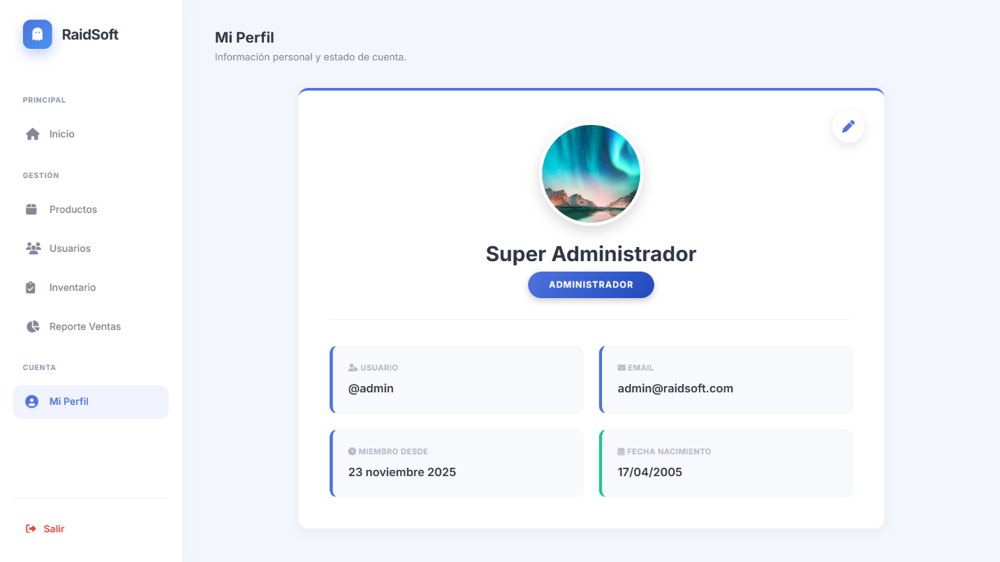 RaidSoft
PRINCIPAL
Inicio
GESTIÓN
Productos
Usuarios
Inventario
Reporte Ventas
CUENTA
Mi Perfil
Salir
Mi Perfil
Información personal y estado de cuenta.
Super Administrador
ADMINISTRADOR
USUARIO
@admin
EMAIL
admin@raidsoft.com
MIEMBRO DESDE
23 noviembre 2025
FECHA NACIMIENTO
17/04/2005